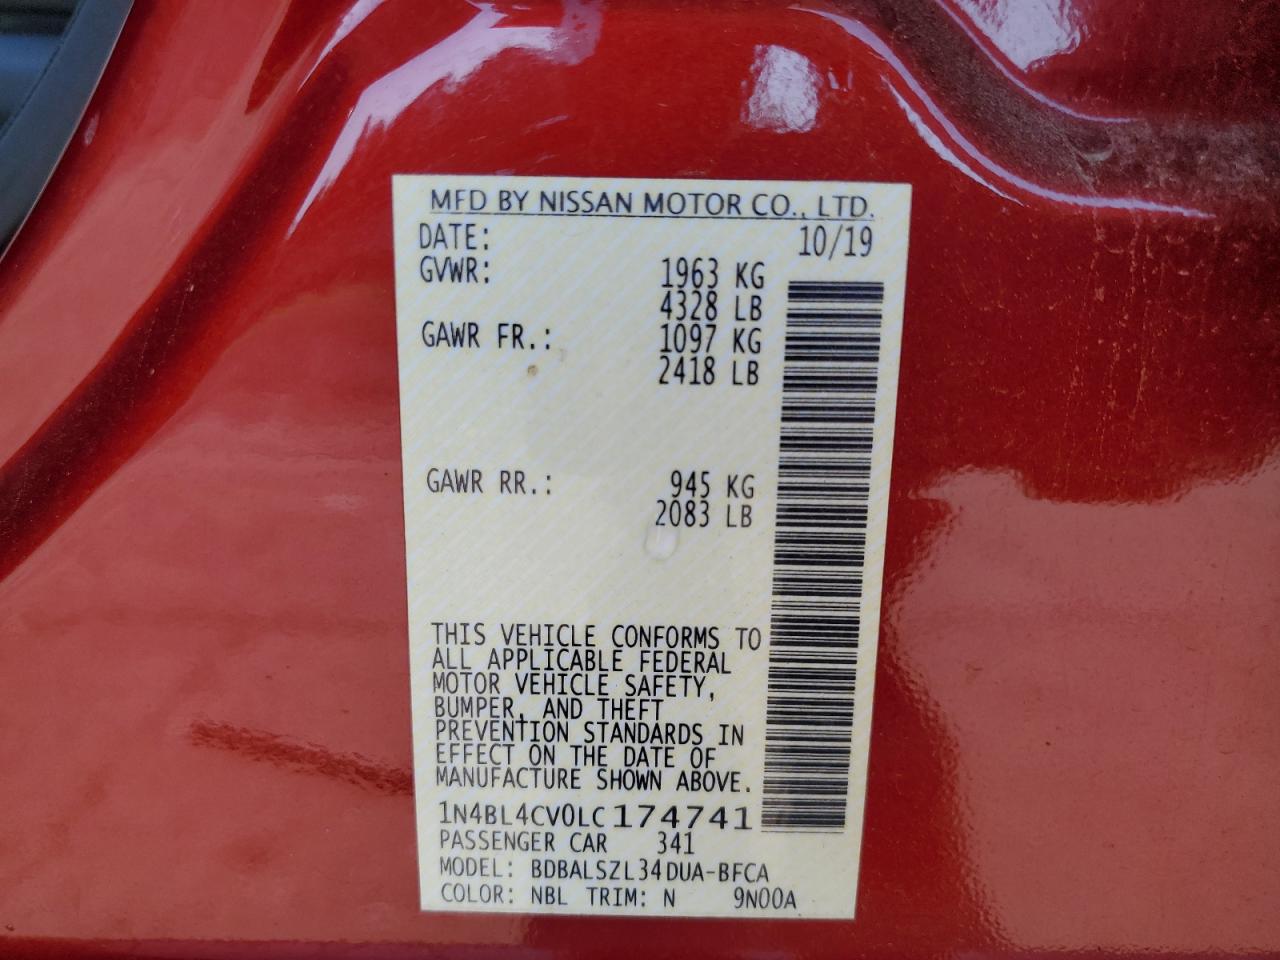 MFD BY NISSAN MOTOR CO., LTD.
DATE: 10/19
GVWR: 1963 KG
4328 LB
GAWR FR.: 1097 KG
2418 LB
GAWR RR.: 945 KG
2083 LB
THIS VEHICLE CONFORMS TO
ALL APPLICABLE FEDERAL
MOTOR VEHICLE SAFETY,
BUMPER, AND THEFT
PREVENTION STANDARDS IN
EFFECT ON THE DATE OF
MANUFACTURE SHOWN ABOVE.
1N4BL4CV0LC174741
PASSENGER CAR 341
MODEL: BDBALSZL34DUA-BFCA
COLOR: NBL TRIM: N 9N00A